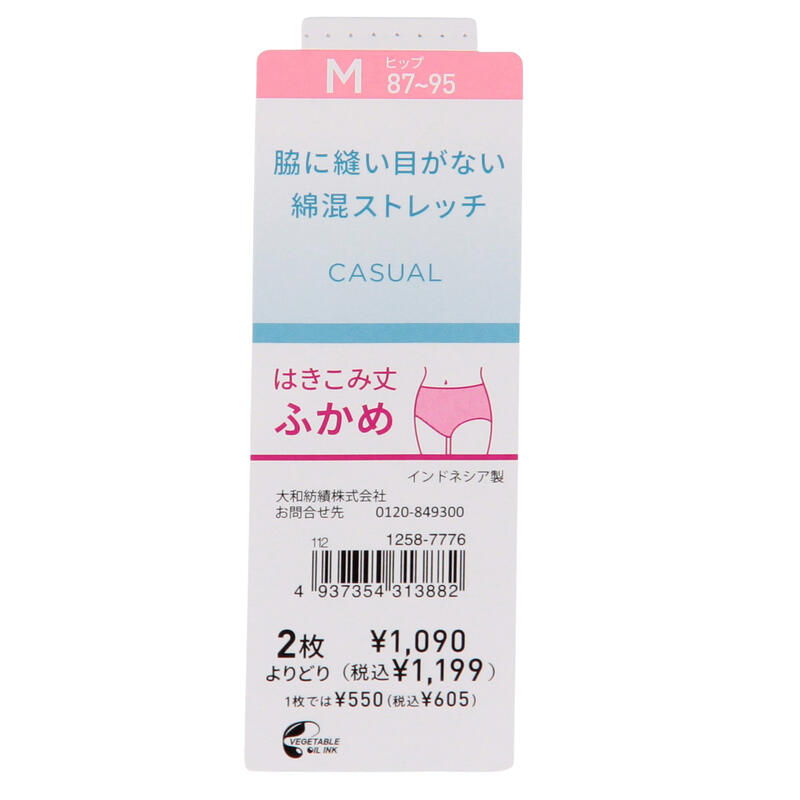 M ヒップ 87~95
脇に縫い目がない
綿混ストレッチ
CASUAL
はきこみ丈
ふかめ
インドネシア製
大和紡績株式会社
お問合せ先 0120-849300
112 1258-7776
4 937354 313882
2枚 ¥1,090
よりどり (税込¥1,199)
1枚では¥550(税込¥605)
VEGETABLE
OIL INK